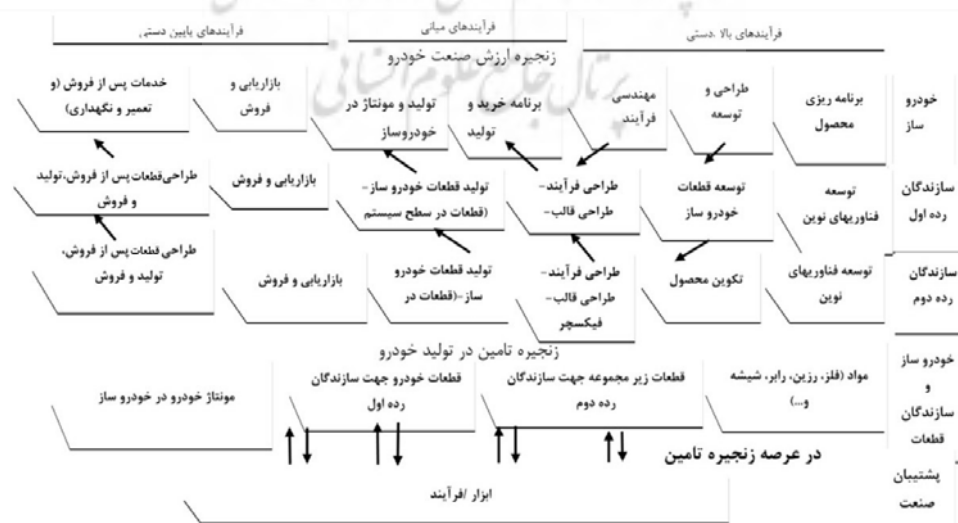 فرآیندهای بالا دستی
فرآیندهای میانی
فرآیندهای پایین دستی
زنجیره ارزش صنعت خودرو
پرتال جامع علوم انسانی
خودرو
ساز
برنامه ریزی
محصول
طراحی و
توسعه
مهندسی
فرآیند
برنامه خرید و
تولید
تولید و مونتاژ در
خودروساز
بازاریابی و
فروش
خدمات پس از فروش (و
تعمیر و نگهداری)
سازندگان
رده اول
توسعه
فناوریهای نوین
توسعه قطعات
خودرو ساز
طراحی فرآیند-
طراحی قالب-
تولید قطعات خودرو ساز-
(قطعات در سطح سیستم
بازاریابی و فروش
طراحی قطعات پس از فروش، تولید
و فروش
سازندگان
رده دوم
توسعه فناوریهای
نوین
تکوین محصول
طراحی فرآیند-
طراحی قالب-
فیکسچر
تولید قطعات خودرو
ساز-(قطعات در
بازاریابی و فروش
طراحی قطعات پس از فروش،
تولید و فروش
زنجیره تامین در تولید خودرو
خودرو ساز
و
سازندگان
قطعات
مواد (فلز، رزین، رابر، شیشه
و...)
قطعات زیر مجموعه جهت سازندگان
رده دوم
قطعات خودرو جهت سازندگان
رده اول
مونتاژ خودرو در خودرو ساز
در عرصه زنجیره تامین
پشتیبان
صنعت
ابزار /فرآیند